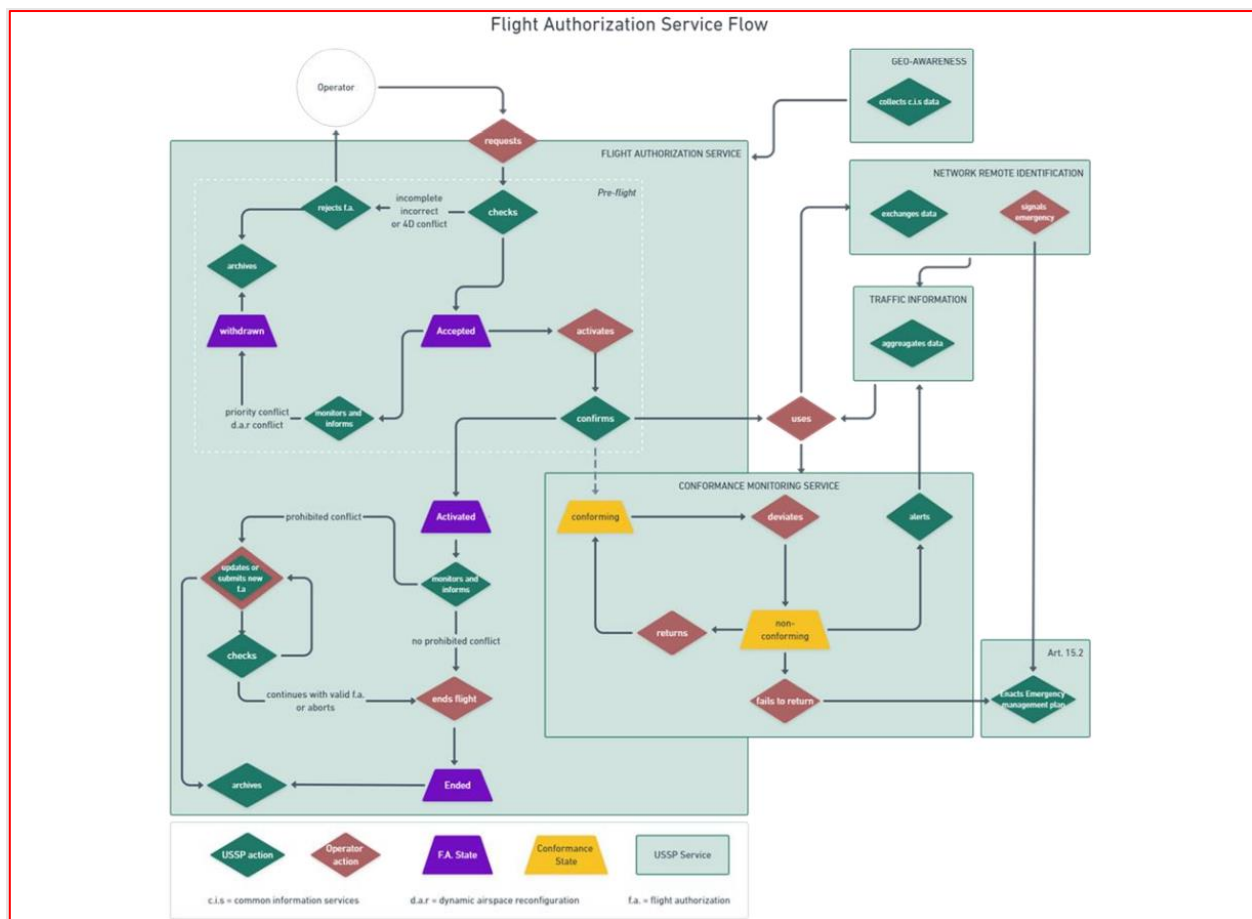 Flight Authorization Service Flow
GEO-AWARENESS
collects c.i.s data
Operator
requests
FLIGHT AUTHORIZATION SERVICE
NETWORK REMOTE IDENTIFICATION
Pre-flight
rejects f.a.
incomplete
incorrect
or 4D conflict
checks
exchanges data
signals
emergency
archives
TRAFFIC INFORMATION
withdrawn
Accepted
activates
aggreagates data
priority conflict
d.a.r conflict
monitors and
informs
confirms
uses
CONFORMANCE MONITORING SERVICE
prohibited conflict
Activated
conforming
deviates
alerts
updates or
submits new
f.a
monitors and
informs
returns
non-
conforming
checks
no prohibited conflict
Art. 15.2
continues with valid f.a.
or aborts
ends flight
fails to return
Enacts Emergency
management plan
archives
Ended
USSP action
Operator
action
F.A. State
Conformance
State
USSP Service
c.i.s = common information services
d.a.r = dynamic airspace reconfiguration
f.a. = flight authorization